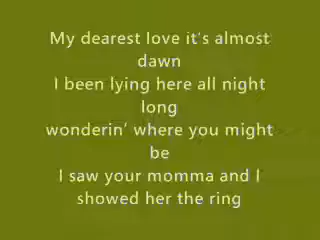 My dearest love it's almost
dawn
I been lying here all night
long
wonderin' where you might
be
I saw your momma and I
showed her the ring